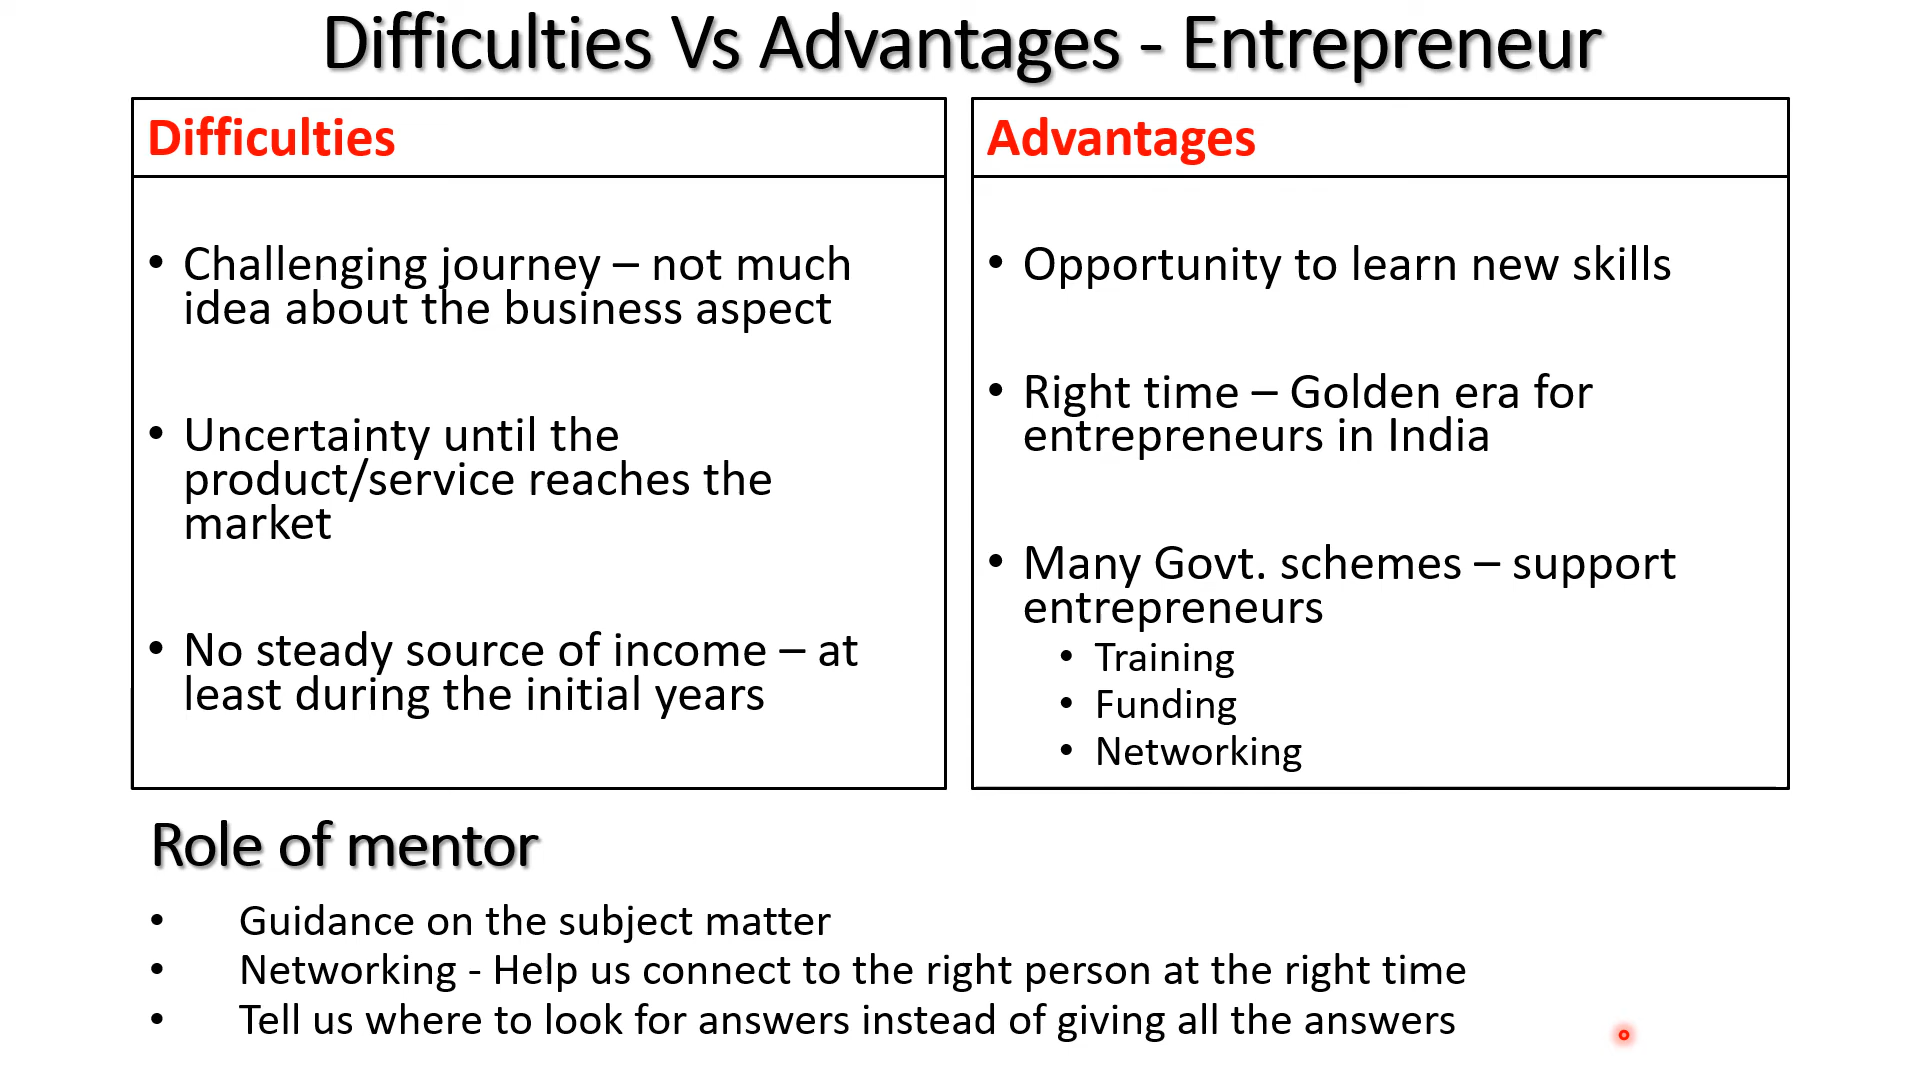 Difficulties Vs Advantages - Entrepreneur
Difficulties
• Challenging journey – not much
idea about the business aspect
• Uncertainty until the
product/service reaches the
market
• No steady source of income – at
least during the initial years
Advantages
• Opportunity to learn new skills
• Right time – Golden era for
entrepreneurs in India
• Many Govt. schemes – support
entrepreneurs
• Training
• Funding
• Networking
Role of mentor
• Guidance on the subject matter
• Networking - Help us connect to the right person at the right time
• Tell us where to look for answers instead of giving all the answers